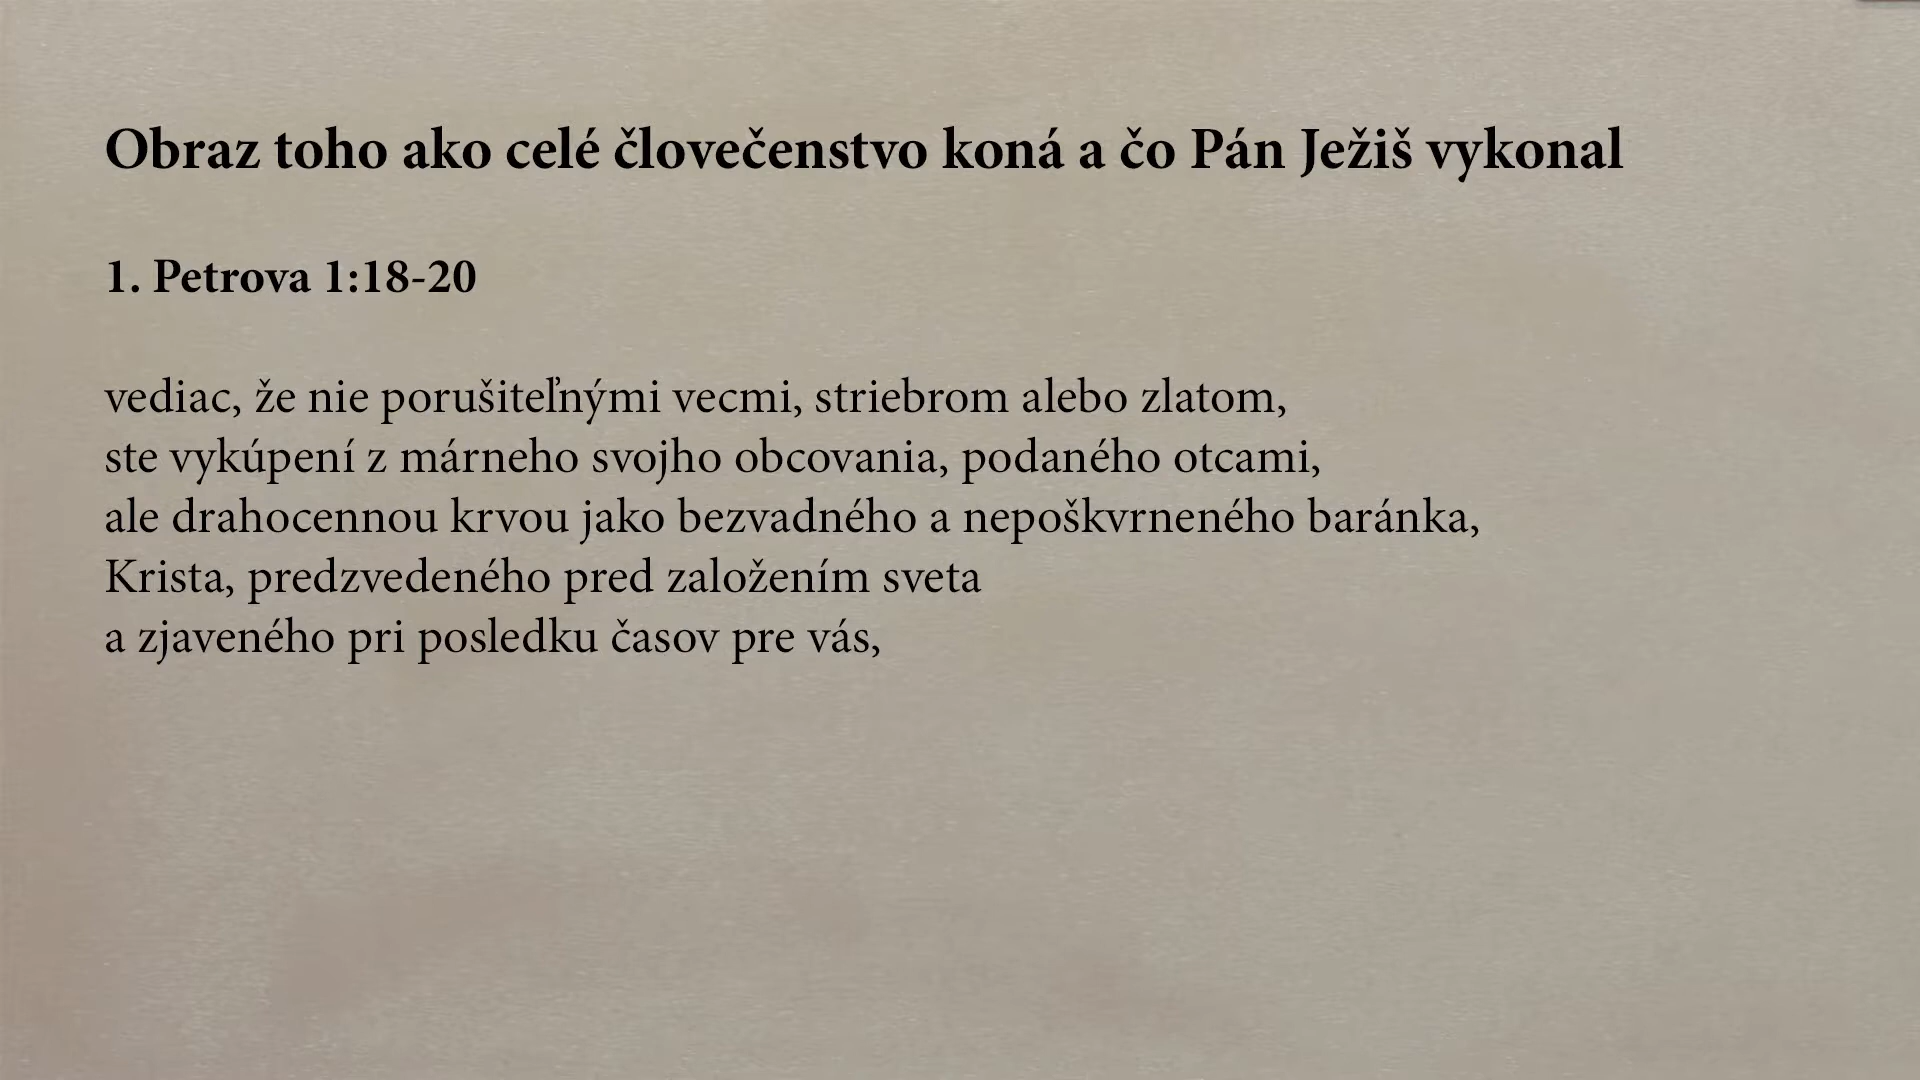 Obraz toho ako celé človečenstvo koná a čo Pán Ježiš vykonal
1. Petrova 1:18-20
vediac, že nie porušiteľnými vecmi, striebrom alebo zlatom,
ste vykúpení z márneho svojho obcovania, podaného otcami,
ale drahocennou krvou jako bezvadného a nepoškvrneného baránka,
Krista, predzvedeného pred založením sveta
a zjaveného pri posledku časov pre vás,